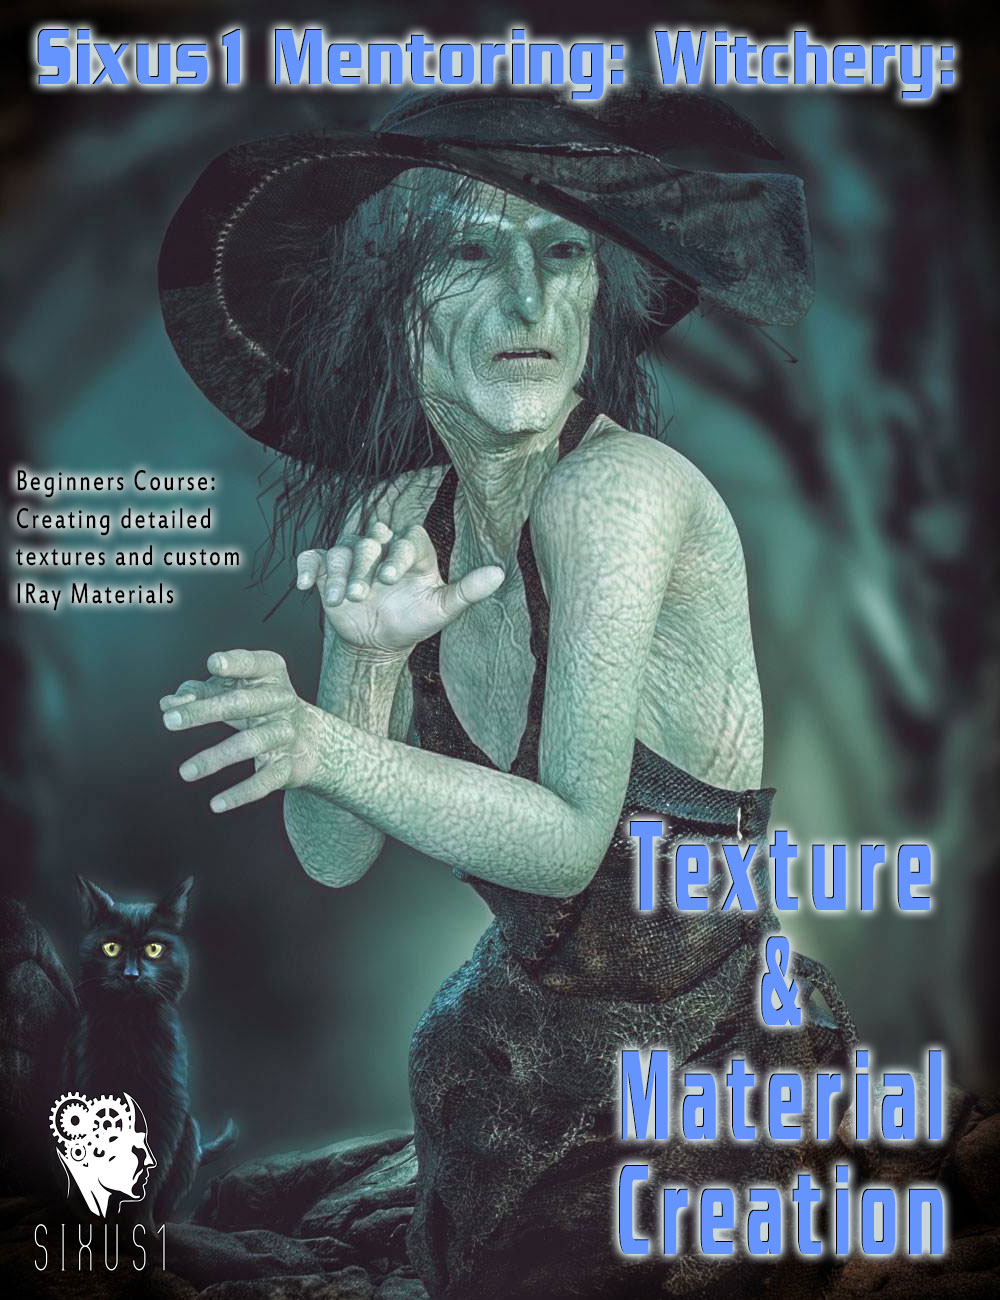 Sixus1 Mentoring: Witchery:
Beginners Course:
Creating detailed
textures and custom
IRay Materials
Texture
&
Material
Creation
SIXUS1